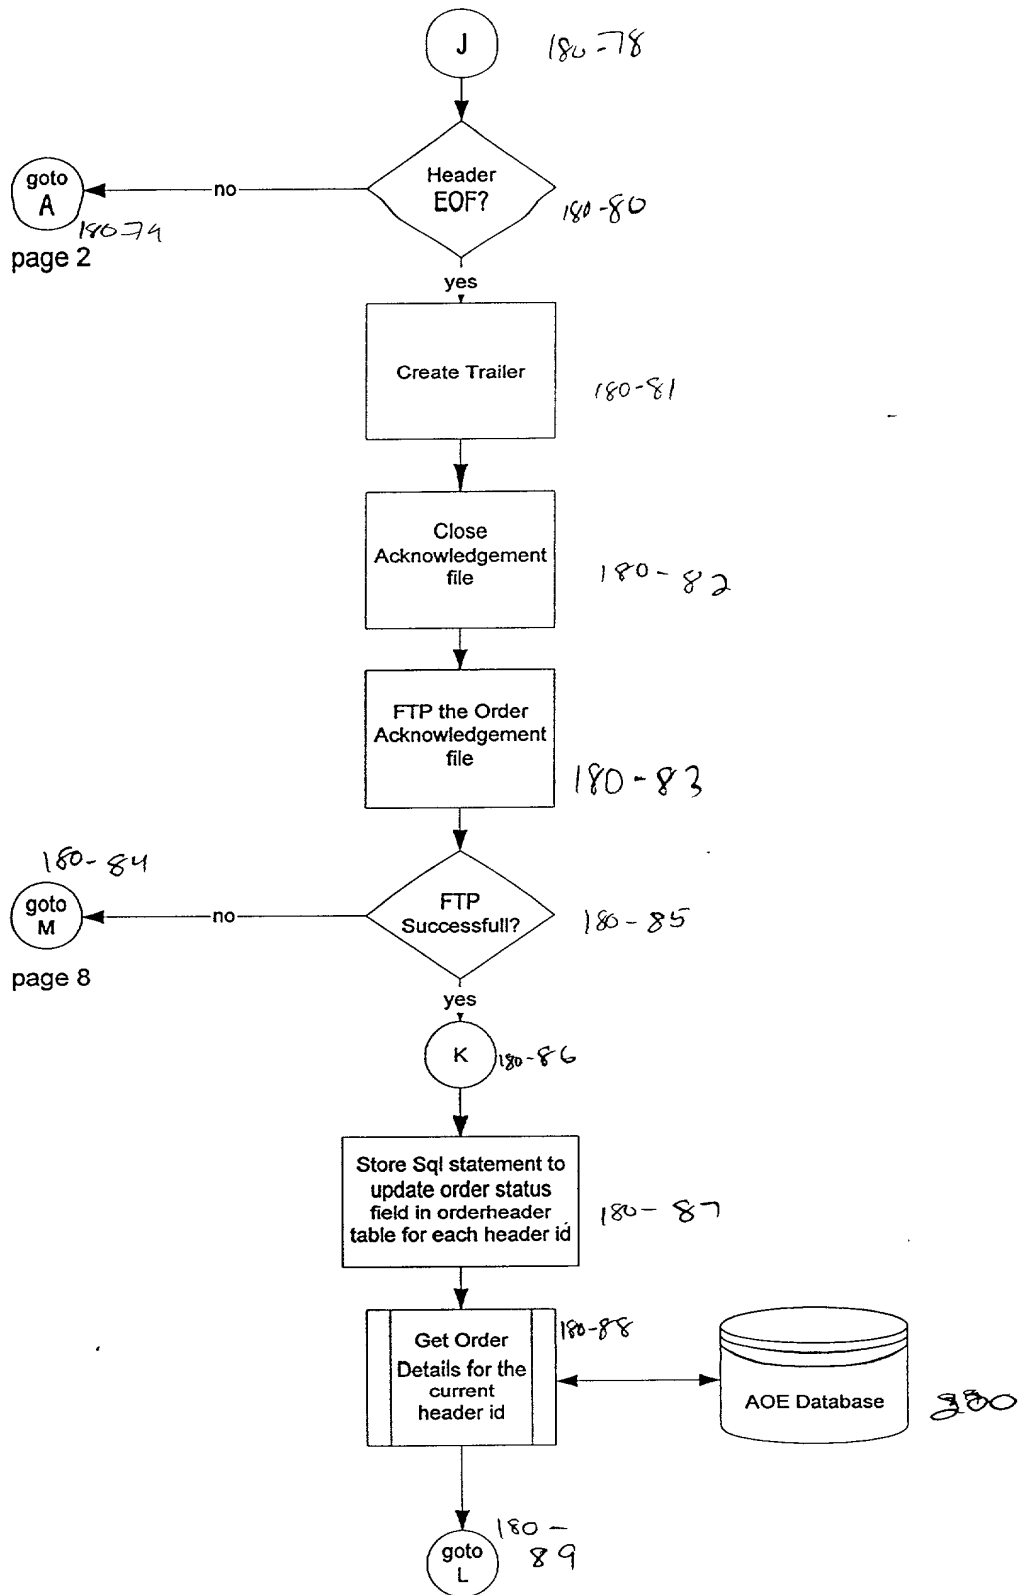 J
180-78
Header
EOF?
180-80
no
goto
A
180-79
page 2
yes
Create Trailer
180-81
Close
Acknowledgement
file
180-82
FTP the Order
Acknowledgement
file
180-83
180-84
goto
M
no
FTP
Successfull?
180-85
page 8
yes
K
180-86
Store Sql statement to
update order status
field in orderheader
table for each header id
180-87
Get Order
Details for the
current
header id
180-88
AOE Database
180-
89
goto
L